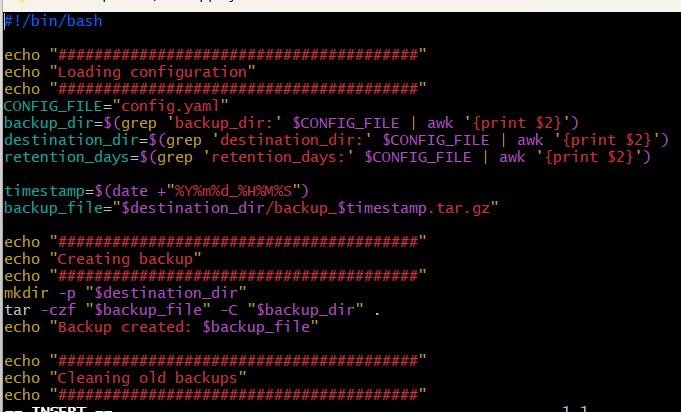 #!/bin/bash

echo "########################################"
echo "Loading configuration"
echo "########################################"
CONFIG_FILE="config.yaml"
backup_dir=$(grep 'backup_dir:' $CONFIG_FILE | awk '{print $2}')
destination_dir=$(grep 'destination_dir:' $CONFIG_FILE | awk '{print $2}')
retention_days=$(grep 'retention_days:' $CONFIG_FILE | awk '{print $2}')

timestamp=$(date +"%Y%m%d_%H%M%S")
backup_file="$destination_dir/backup_$timestamp.tar.gz"

echo "########################################"
echo "Creating backup"
echo "########################################"
mkdir -p "$destination_dir"
tar -czf "$backup_file" -C "$backup_dir" .
echo "Backup created: $backup_file"

echo "########################################"
echo "Cleaning old backups"
echo "########################################"
-- INSERT --